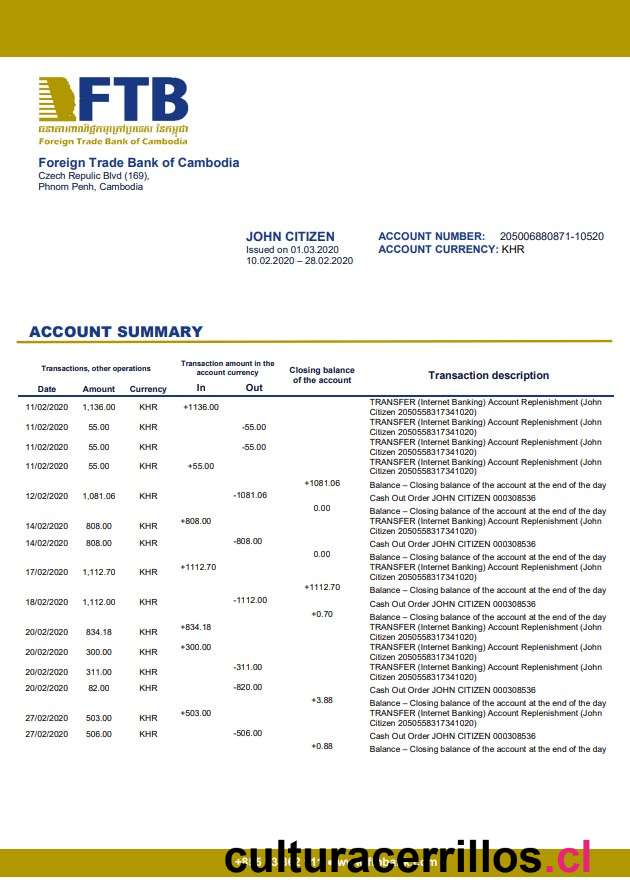 FTB
ធនាគារពាណិជ្ជកម្មក្រៅប្រទេស នៃកម្ពុជា
Foreign Trade Bank of Cambodia
Foreign Trade Bank of Cambodia
Czech Repulic Blvd (169),
Phnom Penh, Cambodia
JOHN CITIZEN
Issued on 01.03.2020
10.02.2020 – 28.02.2020
ACCOUNT NUMBER: 205006880871-10520
ACCOUNT CURRENCY: KHR
ACCOUNT SUMMARY
Transactions, other operations
Transaction amount in the
account currency
Closing balance
of the account
Transaction description
Date Amount Currency In Out
11/02/2020 1,136.00 KHR +1136.00 TRANSFER (Internet Banking) Account Replenishment (John
Citizen 2050558317341020)
11/02/2020 55.00 KHR -55.00 TRANSFER (Internet Banking) Account Replenishment (John
Citizen 2050558317341020)
11/02/2020 55.00 KHR -55.00 TRANSFER (Internet Banking) Account Replenishment (John
Citizen 2050558317341020)
11/02/2020 55.00 KHR +55.00 TRANSFER (Internet Banking) Account Replenishment (John
Citizen 2050558317341020)
+1081.06 Balance – Closing balance of the account at the end of the day
12/02/2020 1,081.06 KHR -1081.06 Cash Out Order JOHN CITIZEN 000308536
0.00 Balance – Closing balance of the account at the end of the day
14/02/2020 808.00 KHR +808.00 TRANSFER (Internet Banking) Account Replenishment (John
Citizen 2050558317341020)
14/02/2020 808.00 KHR -808.00 Cash Out Order JOHN CITIZEN 000308536
0.00 Balance – Closing balance of the account at the end of the day
17/02/2020 1,112.70 KHR +1112.70 TRANSFER (Internet Banking) Account Replenishment (John
Citizen 2050558317341020)
+1112.70 Balance – Closing balance of the account at the end of the day
18/02/2020 1,112.00 KHR -1112.00 Cash Out Order JOHN CITIZEN 000308536
+0.70 Balance – Closing balance of the account at the end of the day
20/02/2020 834.18 KHR +834.18 TRANSFER (Internet Banking) Account Replenishment (John
Citizen 2050558317341020)
20/02/2020 300.00 KHR +300.00 TRANSFER (Internet Banking) Account Replenishment (John
Citizen 2050558317341020)
20/02/2020 311.00 KHR -311.00 TRANSFER (Internet Banking) Account Replenishment (John
Citizen 2050558317341020)
20/02/2020 82.00 KHR -820.00 Cash Out Order JOHN CITIZEN 000308536
+3.88 Balance – Closing balance of the account at the end of the day
27/02/2020 503.00 KHR +503.00 TRANSFER (Internet Banking) Account Replenishment (John
Citizen 2050558317341020)
27/02/2020 506.00 KHR -506.00 Cash Out Order JOHN CITIZEN 000308536
+0.88 Balance – Closing balance of the account at the end of the day
culturacerrillos.cl